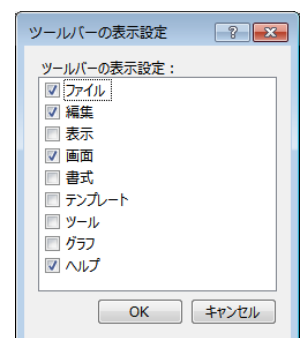 ツールバーの表示設定
ツールバーの表示設定：
ファイル
編集
表示
画面
書式
テンプレート
ツール
グラフ
ヘルプ
OK キャンセル